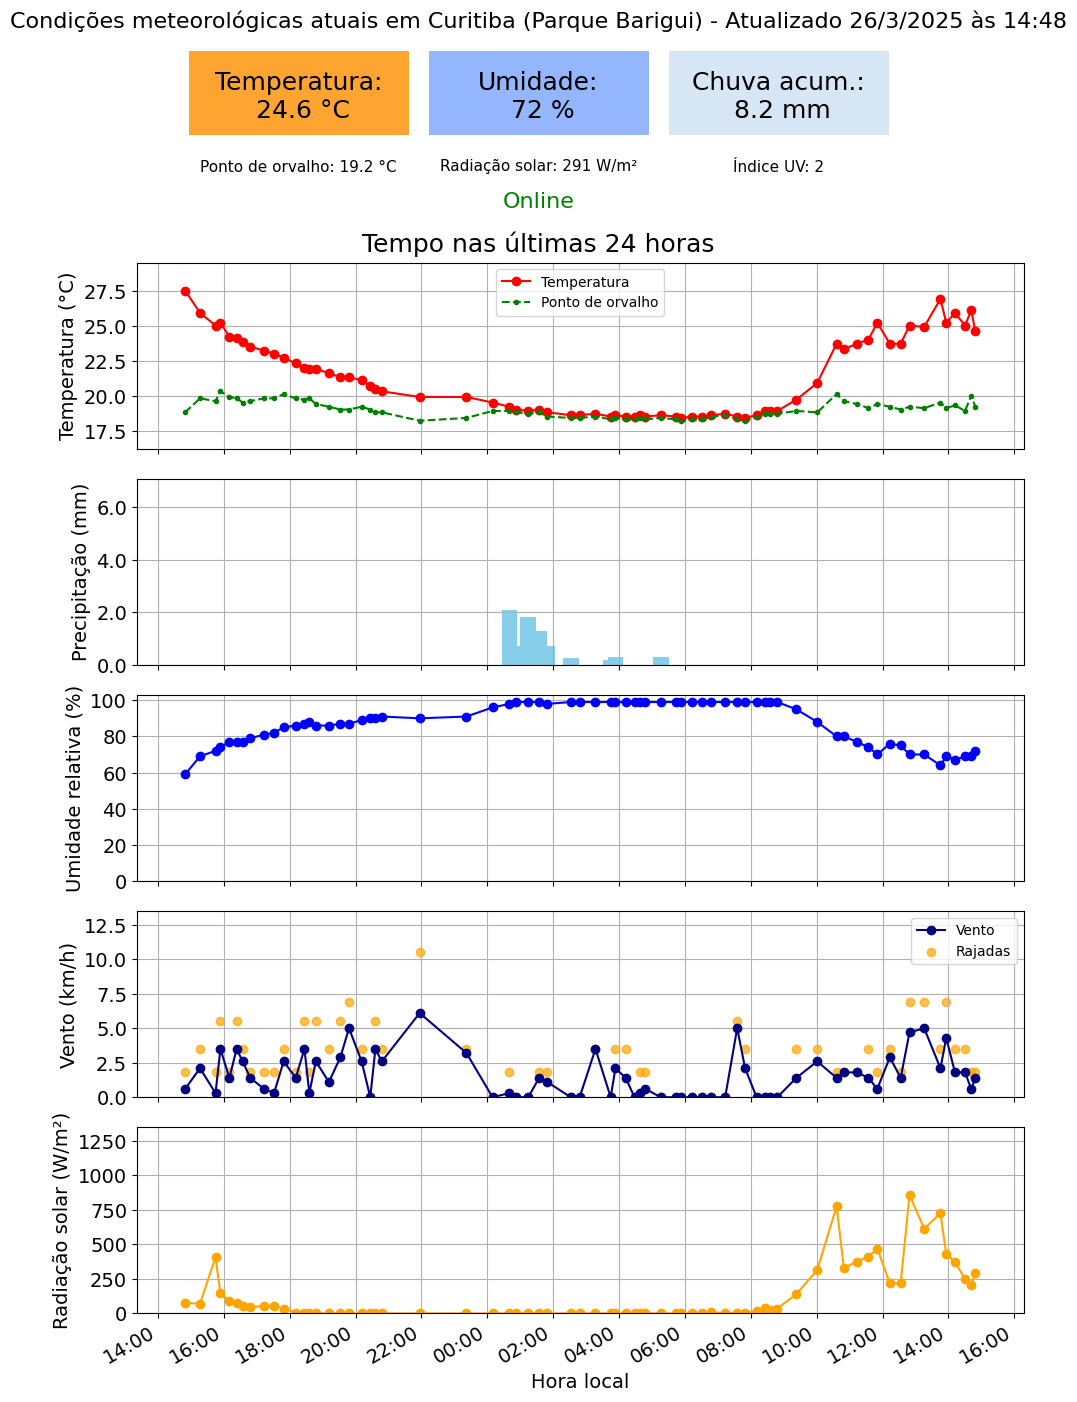 Condições meteorológicas atuais em Curitiba (Parque Barigui) - Atualizado 26/3/2025 às 14:48
Temperatura:
24.6 °C
Umidade:
72 %
Chuva acum.:
8.2 mm
Ponto de orvalho: 19.2 °C
Radiação solar: 291 W/m²
Índice UV: 2
Online
Tempo nas últimas 24 horas
Temperatura (°C)
27.5
25.0
22.5
20.0
17.5
Temperatura
Ponto de orvalho
Precipitação (mm)
6.0
4.0
2.0
0.0
Umidade relativa (%)
100
80
60
40
20
0
Vento (km/h)
12.5
10.0
7.5
5.0
2.5
0.0
Vento
Rajadas
Radiação solar (W/m²)
1250
1000
750
500
250
0
14:00
16:00
18:00
20:00
22:00
00:00
02:00
04:00
06:00
08:00
10:00
12:00
14:00
16:00
Hora local